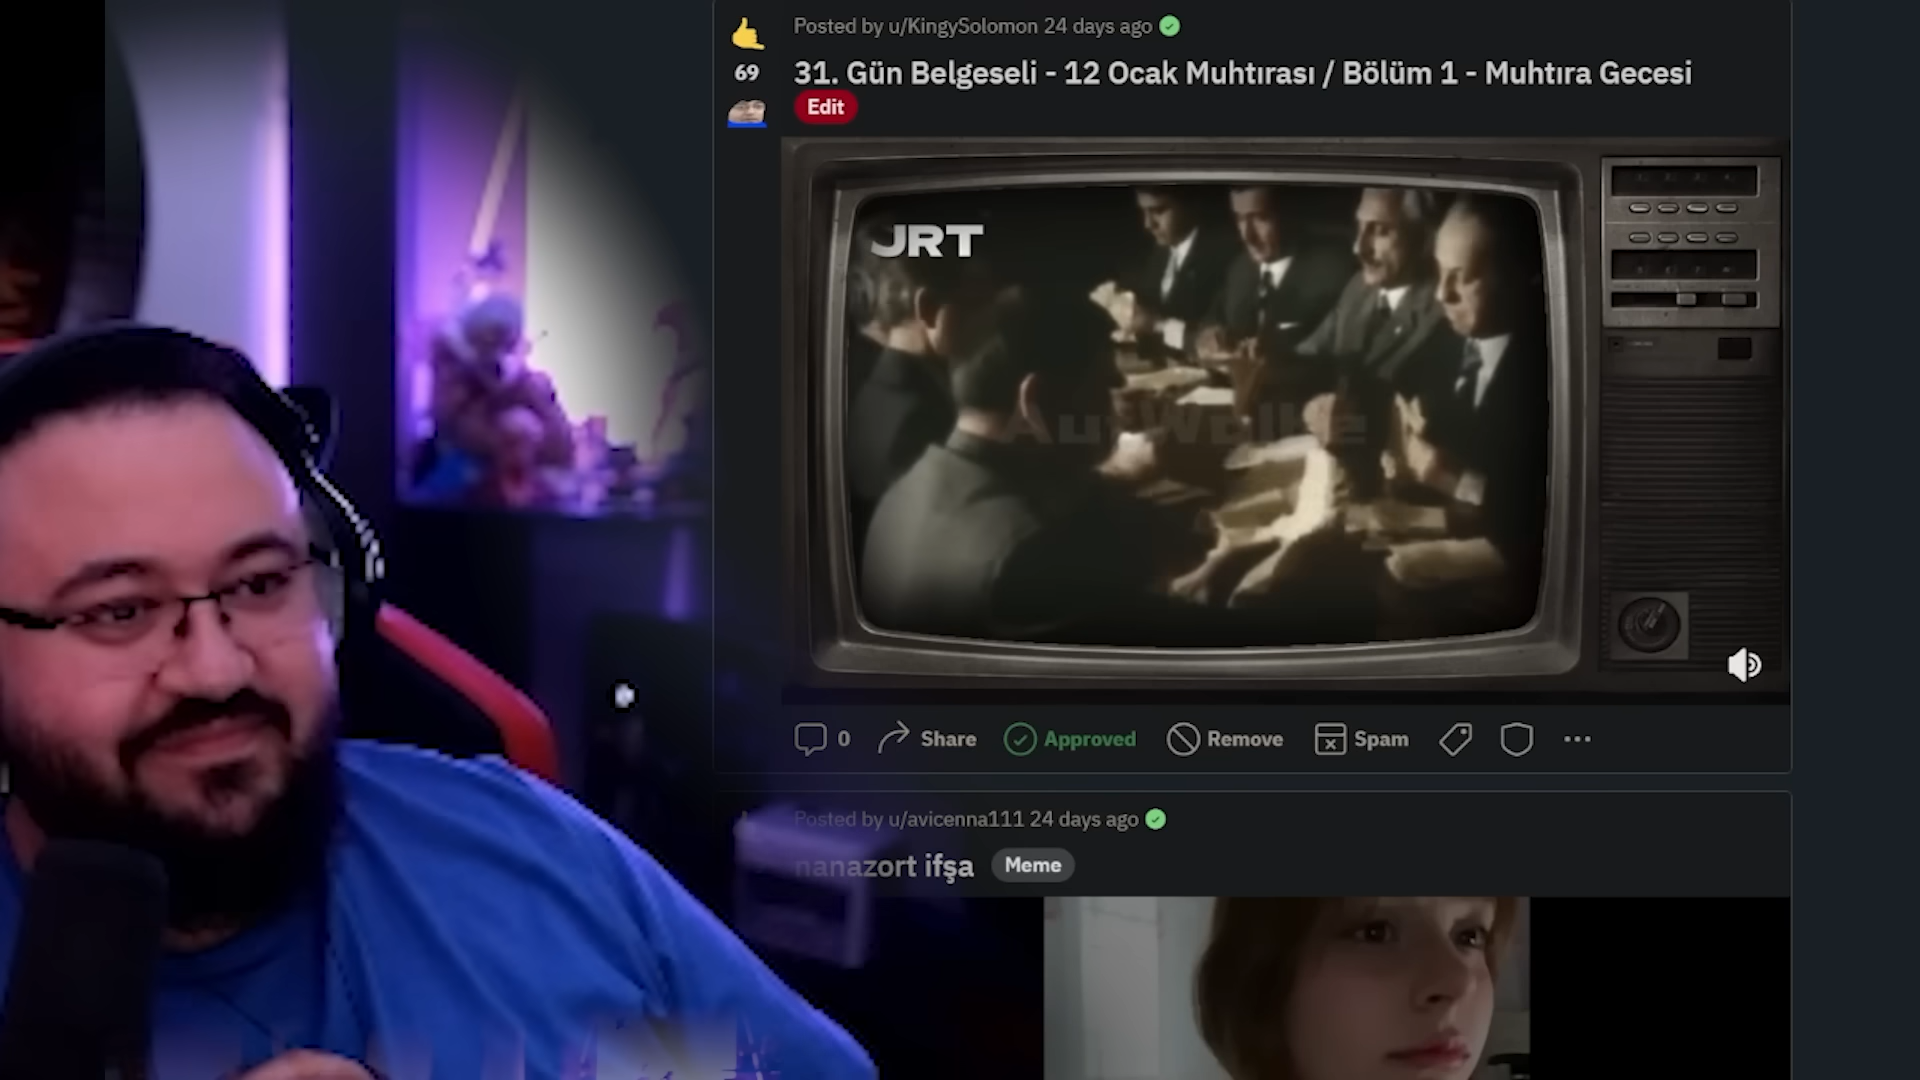 Posted by u/KingySolomon 24 days ago
69
31. Gün Belgeseli - 12 Ocak Muhtırası / Bölüm 1 - Muhtıra Gecesi
Edit
JRT
0
Share
Approved
Remove
Spam
Posted by u/avicenna111 24 days ago
nanazort ifşa
Meme